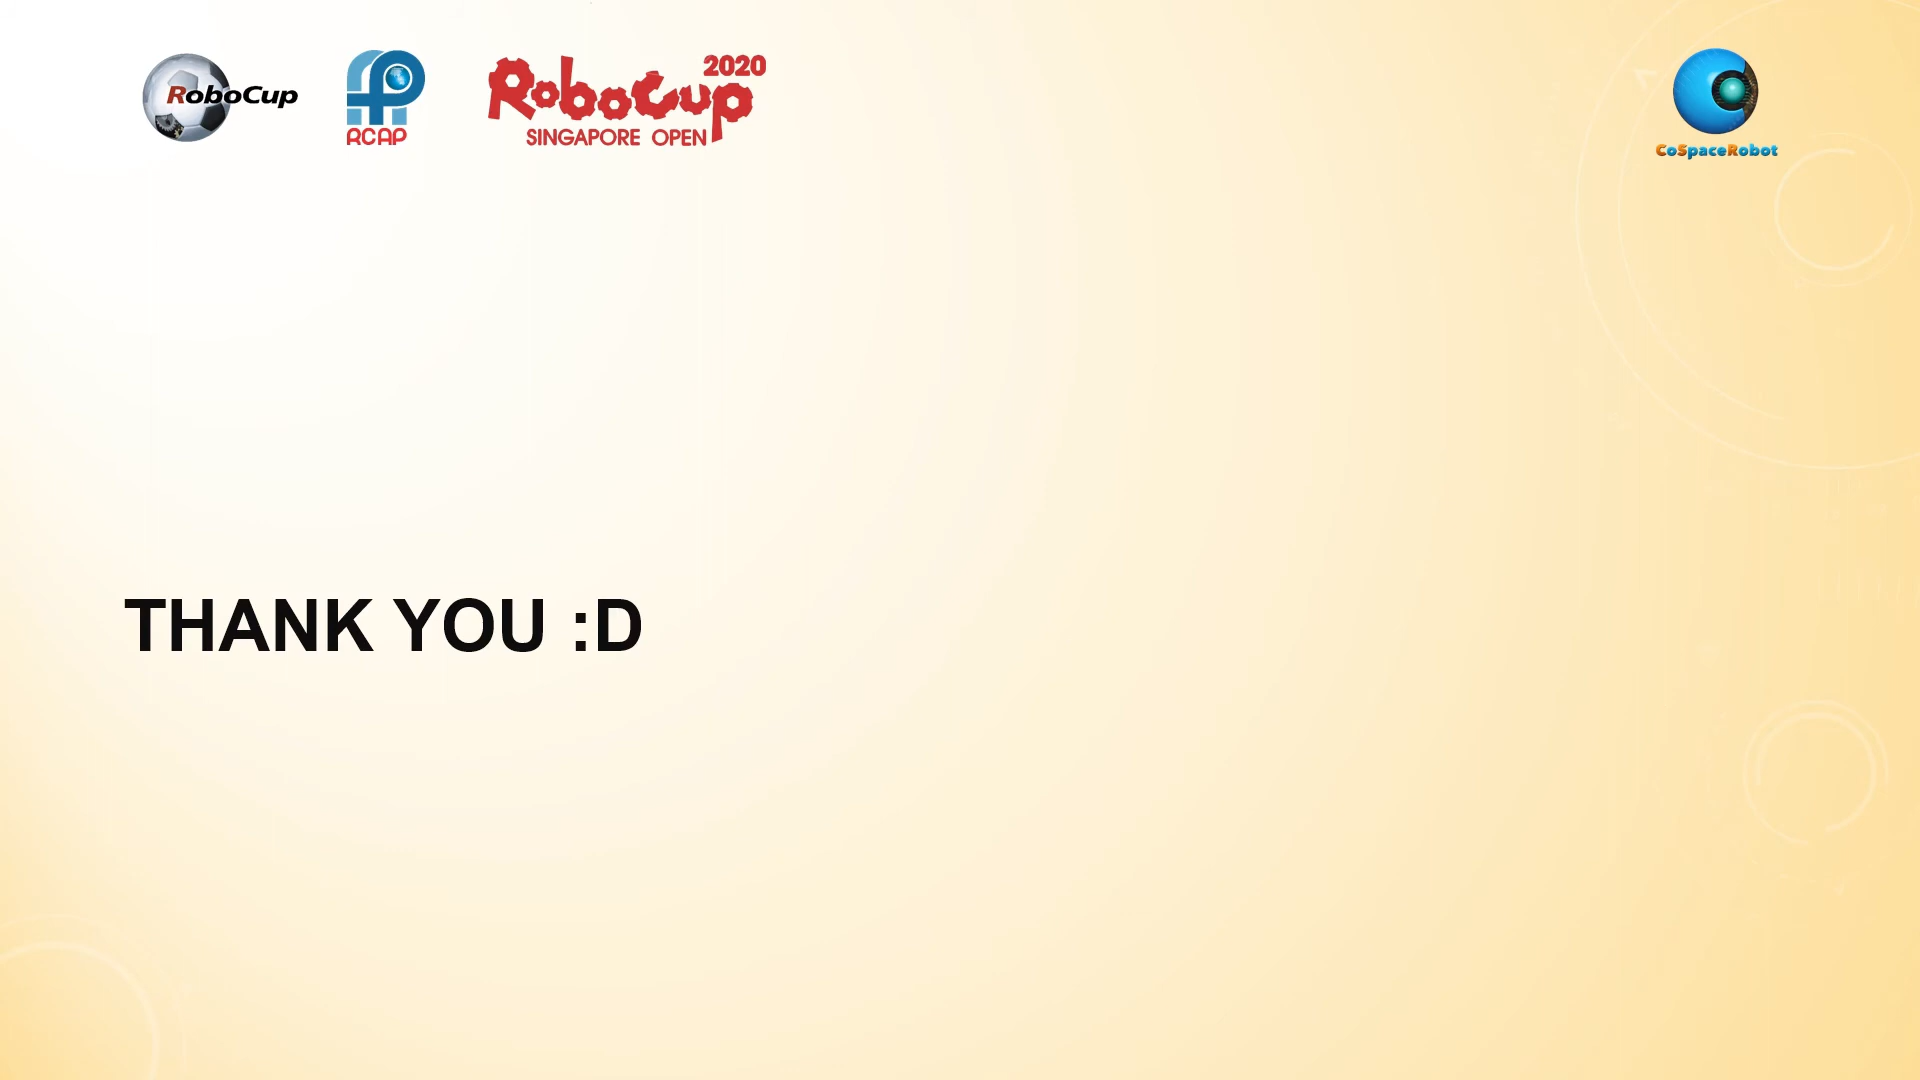 RoboCup
RCAP
RoboCup 2020
SINGAPORE OPEN
CoSpaceRobot
THANK YOU :D